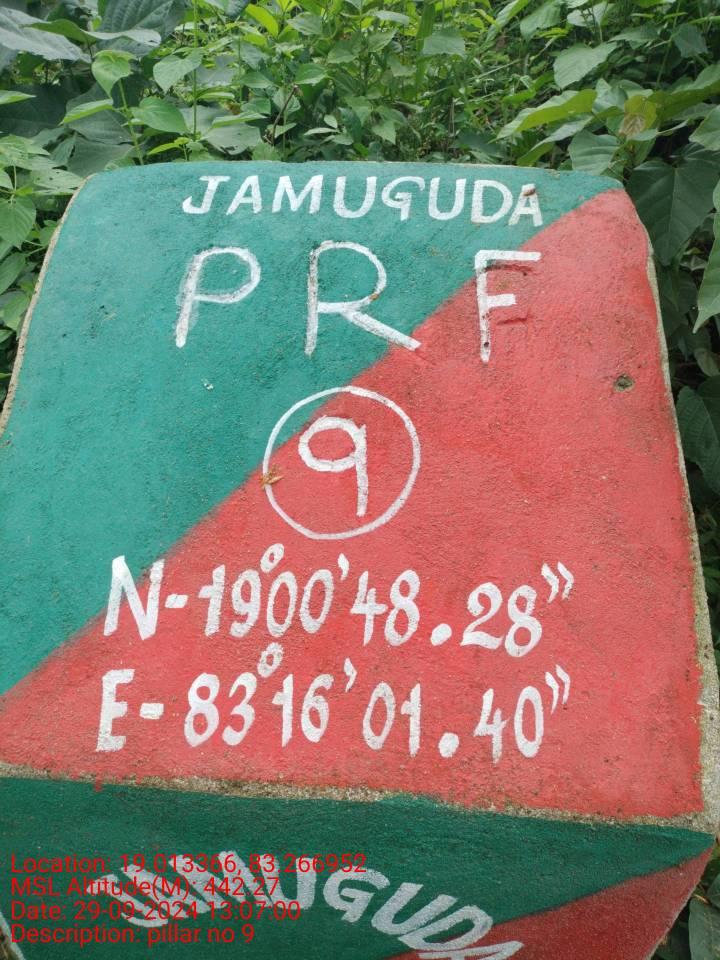 JAMUGUDA
PRF
9
N-19°00'48.28"
E-83°16'01.40"
JAMUGUDA
Location: 19.013366, 83.266952
MSL Altitude(M): 442.27
Date: 29-09-2024 13:07:00
Description: pillar no 9